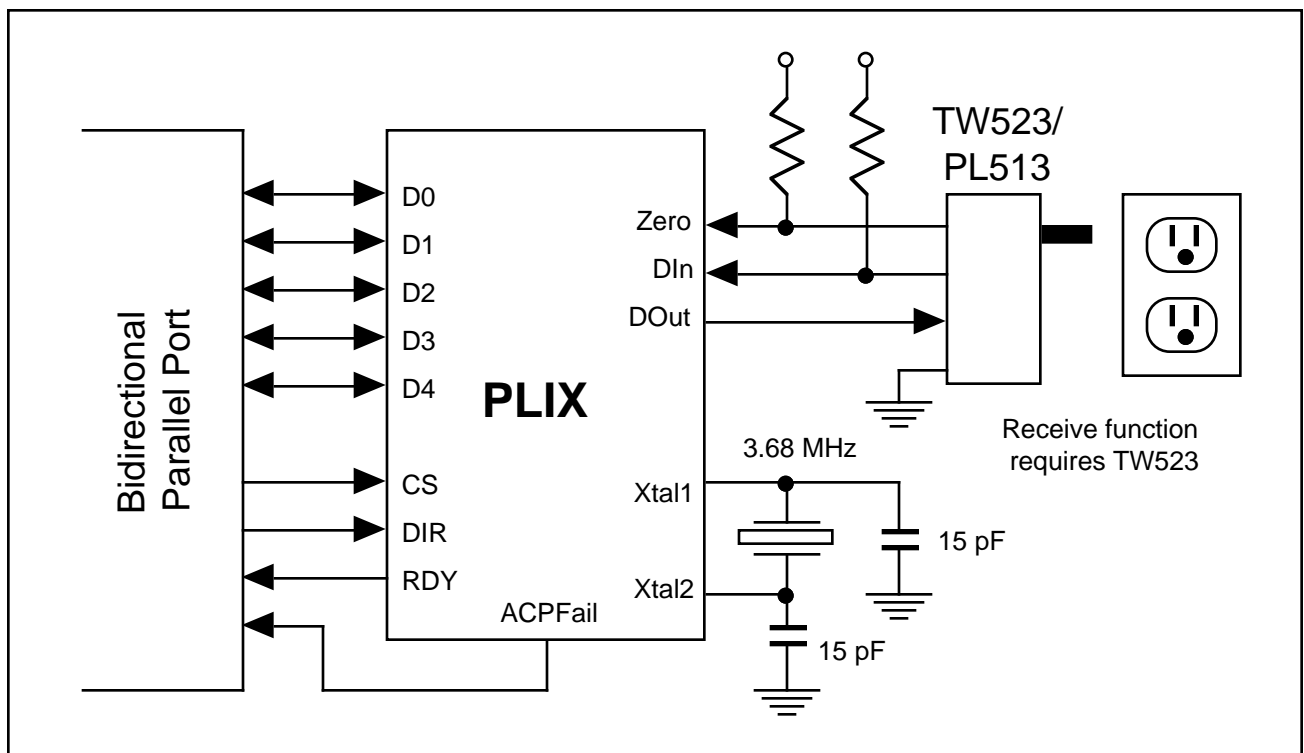 Bidirectional
Parallel Port
D0
D1
D2
D3
D4
CS
DIR
RDY
PLIX
ACPFail
Zero
DIn
DOut
Xtal1
Xtal2
TW523/
PL513
Receive function
requires TW523
3.68 MHz
15 pF
15 pF